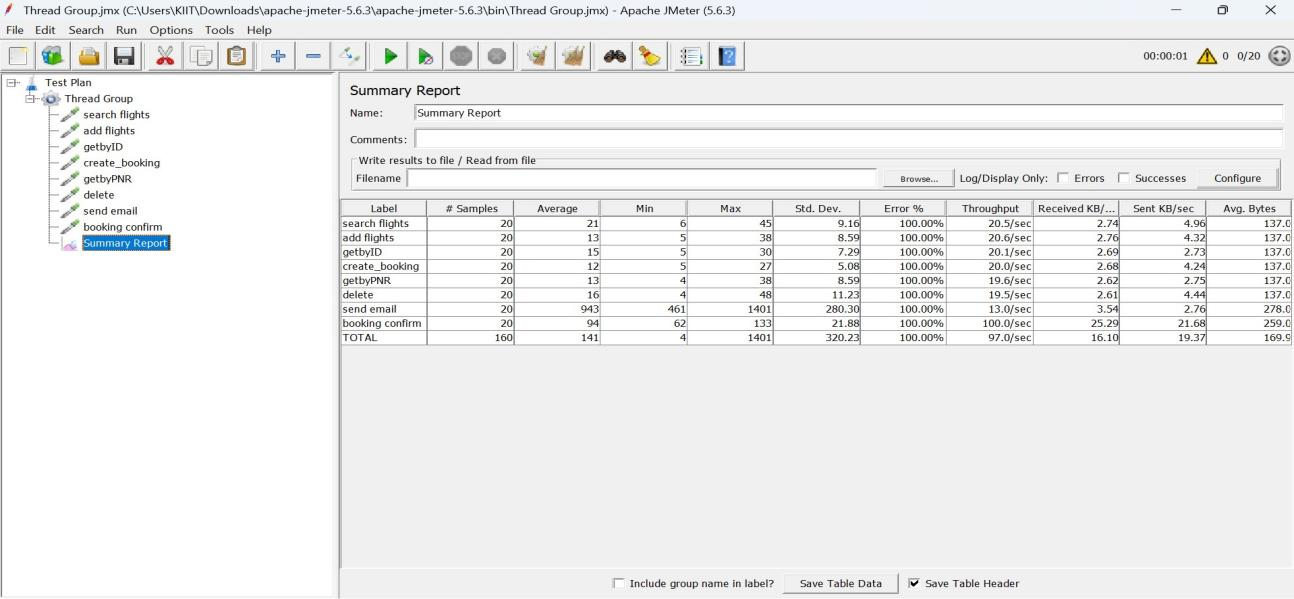 Thread Group.jmx (C:\Users\KIIT\Downloads\apache-jmeter-5.6.3\apache-jmeter-5.6.3\bin\Thread Group.jmx) - Apache JMeter (5.6.3)
File Edit Search Run Options Tools Help
00:00:01 0 0/20
Test Plan
Thread Group
search flights
add flights
getbyID
create_booking
getbyPNR
delete
send email
booking confirm
Summary Report
Summary Report
Name: Summary Report
Comments:
Write results to file / Read from file
Filename Browse... Log/Display Only: Errors Successes Configure
Label # Samples Average Min Max Std. Dev. Error % Throughput Received KB/... Sent KB/sec Avg. Bytes
search flights 20 21 6 45 9.16 100.00% 20.5/sec 2.74 4.96 137.0
add flights 20 13 5 38 8.59 100.00% 20.6/sec 2.76 4.32 137.0
getbyID 20 15 5 30 7.29 100.00% 20.1/sec 2.69 2.73 137.0
create_booking 20 12 5 27 5.08 100.00% 20.0/sec 2.68 4.24 137.0
getbyPNR 20 13 4 38 8.59 100.00% 19.6/sec 2.62 2.75 137.0
delete 20 16 4 48 11.23 100.00% 19.5/sec 2.61 4.44 137.0
send email 20 943 461 1401 280.30 100.00% 13.0/sec 3.54 2.76 278.0
booking confirm 20 94 62 133 21.88 100.00% 100.0/sec 25.29 21.68 259.0
TOTAL 160 141 4 1401 320.23 100.00% 97.0/sec 16.10 19.37 169.9
Include group name in label? Save Table Data Save Table Header